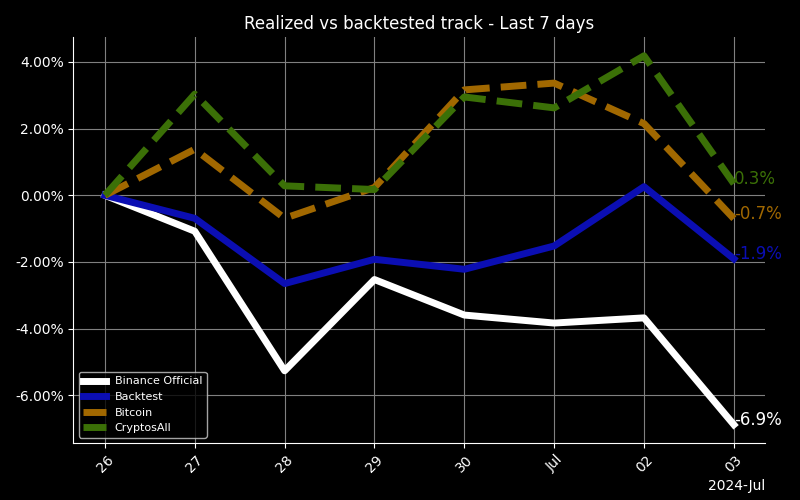 Realized vs backtested track - Last 7 days
4.00%
2.00%
0.00%
-2.00%
-4.00%
-6.00%
0.3%
-0.7%
-1.9%
-6.9%
Binance Official
Backtest
Bitcoin
CryptosAll
26
27
28
29
30
Jul
02
03
2024-Jul